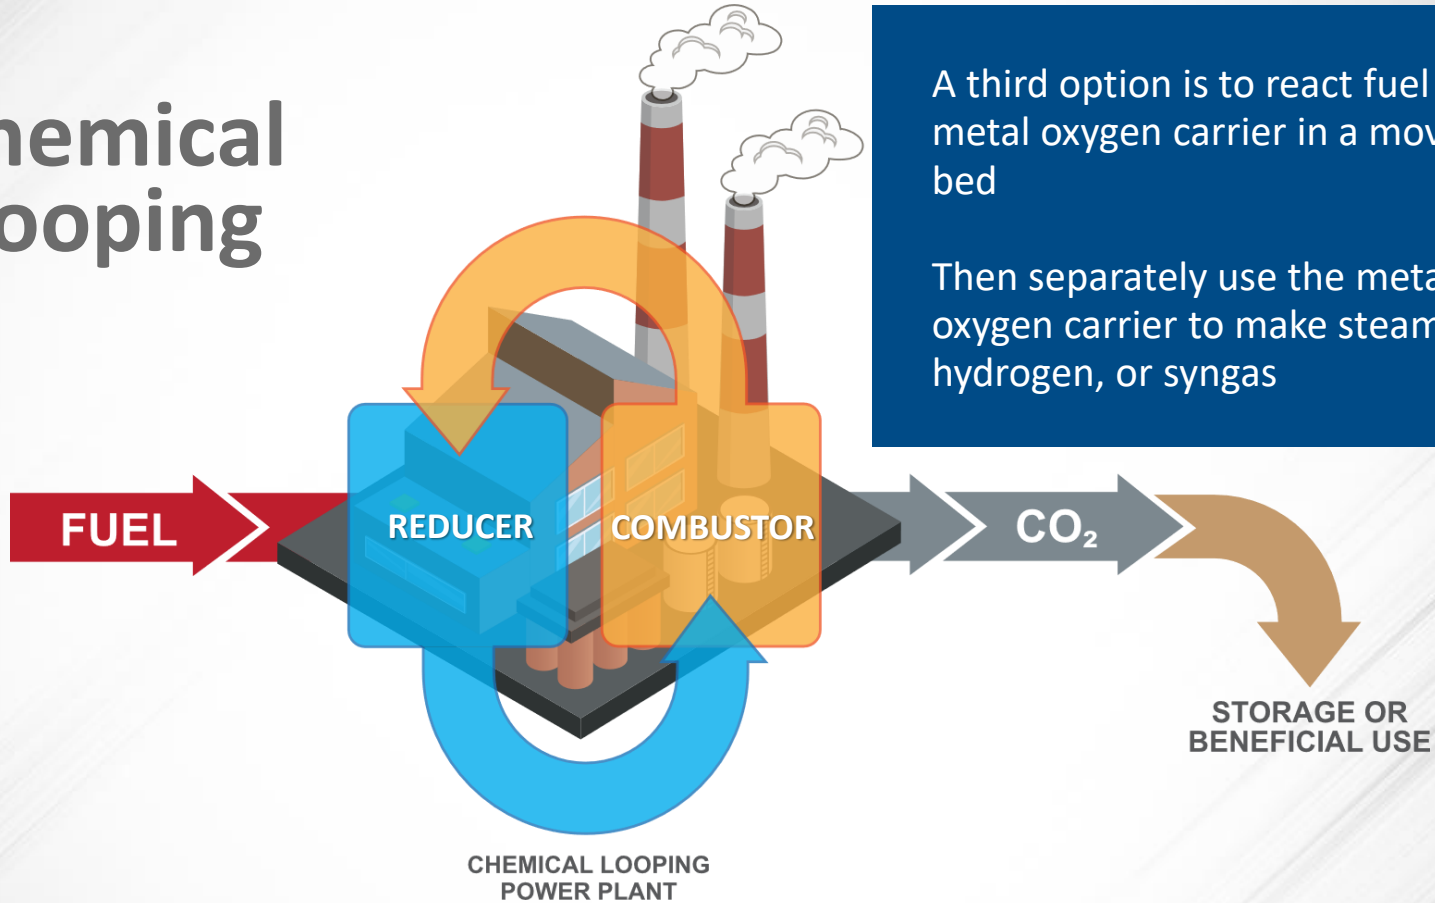 hemical
ooping
A third option is to react fuel
metal oxygen carrier in a mov
bed
Then separately use the meta
oxygen carrier to make steam
hydrogen, or syngas
FUEL
REDUCER
COMBUSTOR
CO₂
STORAGE OR
BENEFICIAL USE
CHEMICAL LOOPING
POWER PLANT